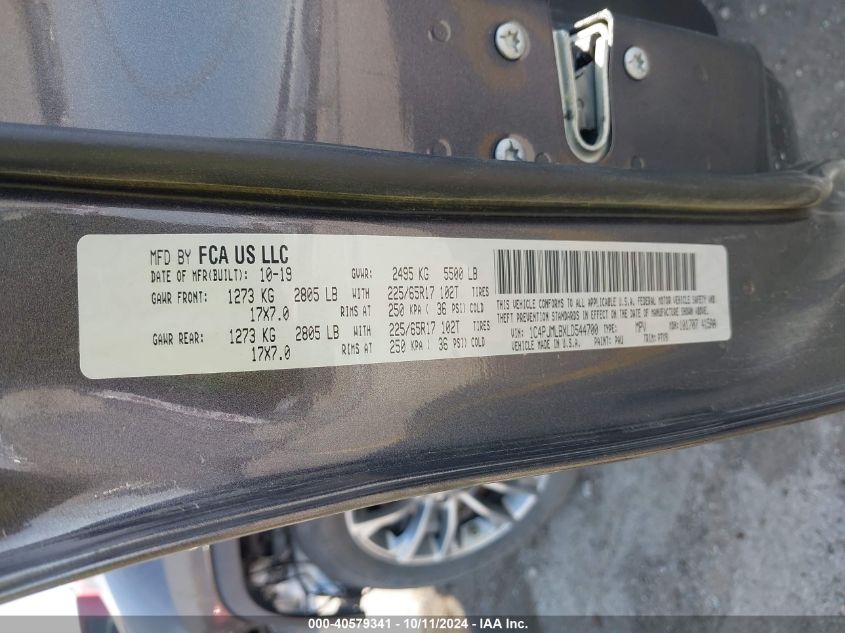 MFD BY FCA US LLC
DATE OF MFR(BUILT): 10-19 GVWR: 2495 KG 5500 LB
GAWR FRONT: 1273 KG 2805 LB WITH 225/65R17 102T TIRES
17X7.0 RIMS AT 250 KPA ( 36 PSI) COLD
GAWR REAR: 1273 KG 2805 LB WITH 225/65R17 102T TIRES
17X7.0 RIMS AT 250 KPA ( 36 PSI) COLD
THIS VEHICLE CONFORMS TO ALL APPLICABLE U.S.A. FEDERAL MOTOR VEHICLE SAFETY AND
THEFT PREVENTION STANDARDS IN EFFECT ON THE DATE OF MANUFACTURE SHOWN ABOVE.
VIN: 1C4PJMLBXLD544700 TYPE: MPV MDH: 101707 415AA
VEHICLE MADE IN U.S.A. PAINT: PAU TRIM:
000-40579341 - 10/11/2024 - IAA Inc.